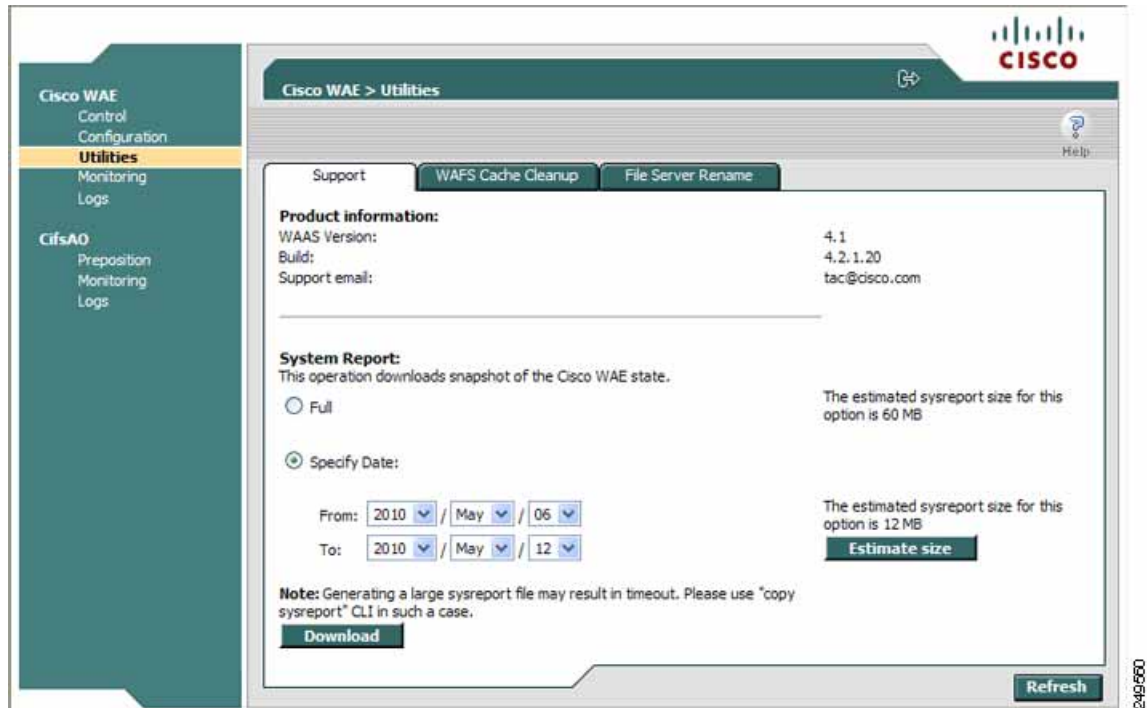 CISCO
Cisco WAE
Control
Configuration
Utilities
Monitoring
Logs
CifsAO
Preposition
Monitoring
Logs
Cisco WAE > Utilities
Help
Support
WAFS Cache Cleanup
File Server Rename
Product information:
WAAS Version: 4.1
Build: 4.2.1.20
Support email: tac@cisco.com
System Report:
This operation downloads snapshot of the Cisco WAE state.
Full
The estimated sysreport size for this
option is 60 MB
Specify Date:
From: 2010 / May / 06
To: 2010 / May / 12
The estimated sysreport size for this
option is 12 MB
Estimate size
Note: Generating a large sysreport file may result in timeout. Please use "copy
sysreport" CLI in such a case.
Download
Refresh
249560